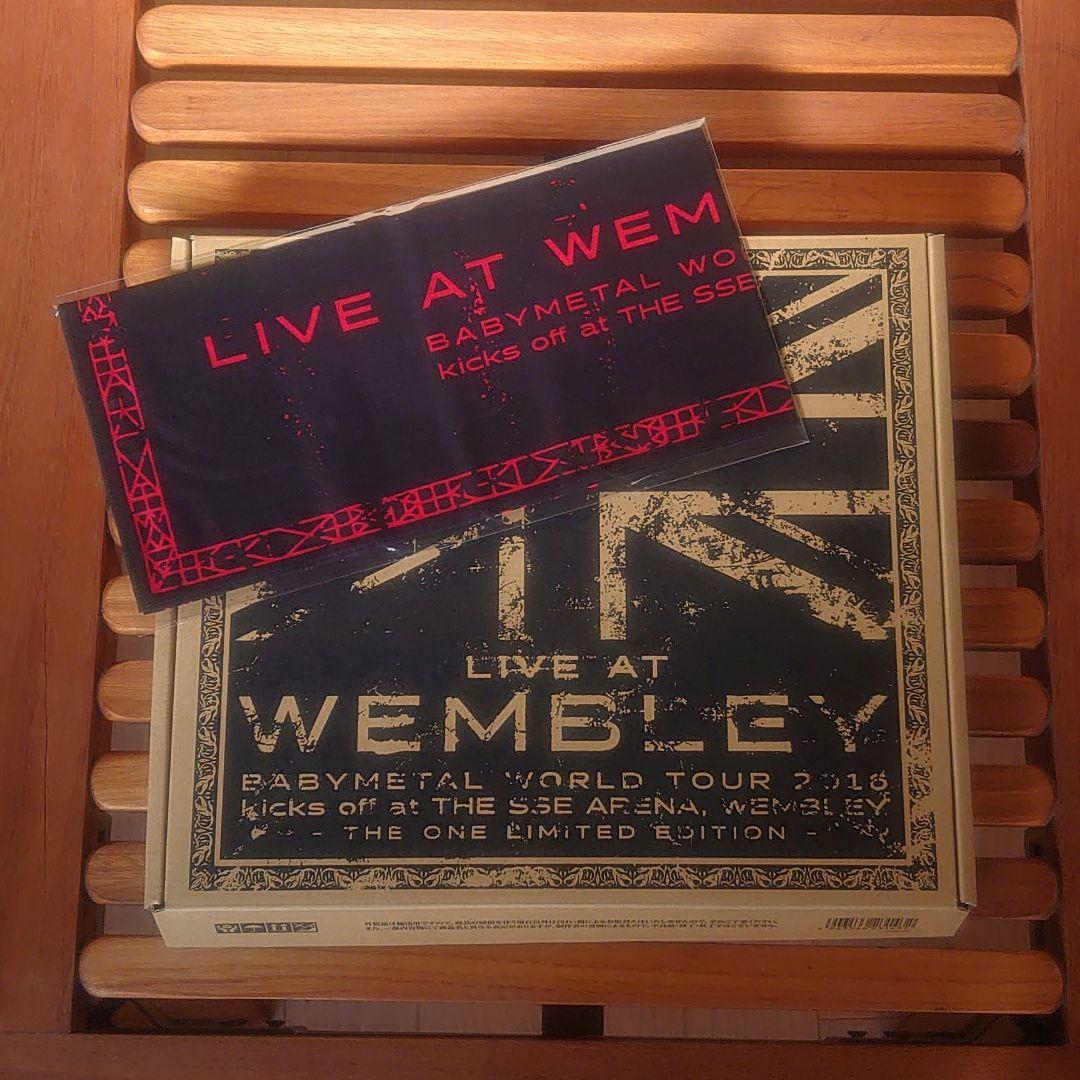 LIVE AT WEM
BABYMETAL WO
kicks off at THE SSE
LIVE AT
WEMBLEY
BABYMETAL WORLD TOUR 2018
kicks off at THE SSE ARENA, WEMBLEY
- THE ONE LIMITED EDITION -